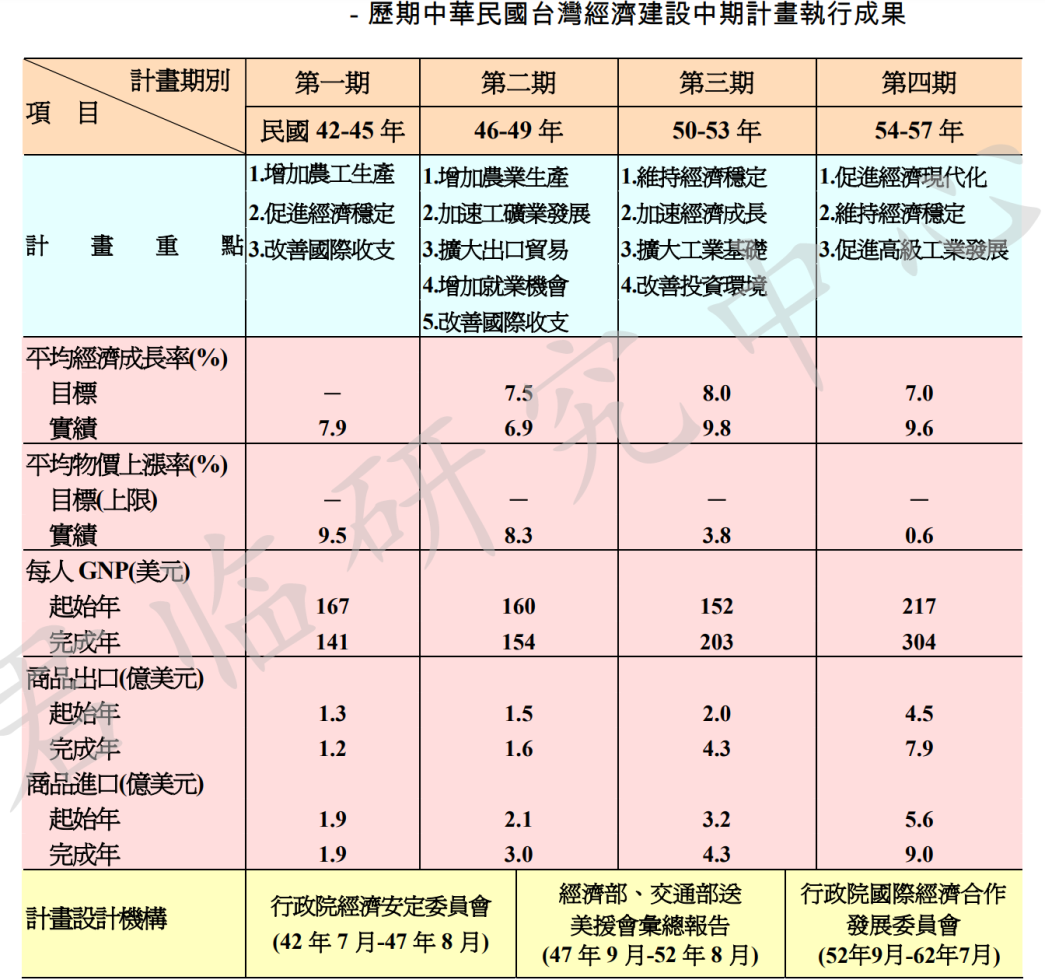 - 歷期中華民國台灣經濟建設中期計畫執行成果
計畫期別 第一期 第二期 第三期 第四期
項 目 民國 42-45 年 46-49 年 50-53 年 54-57 年
計畫重點
1.增加農工生產
2.促進經濟穩定
3.改善國際收支
1.增加農業生產
2.加速工礦業發展
3.擴大出口貿易
4.增加就業機會
5.改善國際收支
1.維持經濟穩定
2.加速經濟成長
3.擴大工業基礎
4.改善投資環境
1.促進經濟現代化
2.維持經濟穩定
3.促進高級工業發展
平均經濟成長率(%)
目標 — 7.5 8.0 7.0
實績 7.9 6.9 9.8 9.6
平均物價上漲率(%)
目標(上限) — — — —
實績 9.5 8.3 3.8 0.6
每人 GNP(美元)
起始年 167 160 152 217
完成年 141 154 203 304
商品出口(億美元)
起始年 1.3 1.5 2.0 4.5
完成年 1.2 1.6 4.3 7.9
商品進口(億美元)
起始年 1.9 2.1 3.2 5.6
完成年 1.9 3.0 4.3 9.0
計畫設計機構
行政院經濟安定委員會
(42 年 7 月-47 年 8 月)
經濟部、交通部送
美援會彙總報告
(47 年 9 月-52 年 8 月)
行政院國際經濟合作
發展委員會
(52年9月-62年7月)
君临研究中心